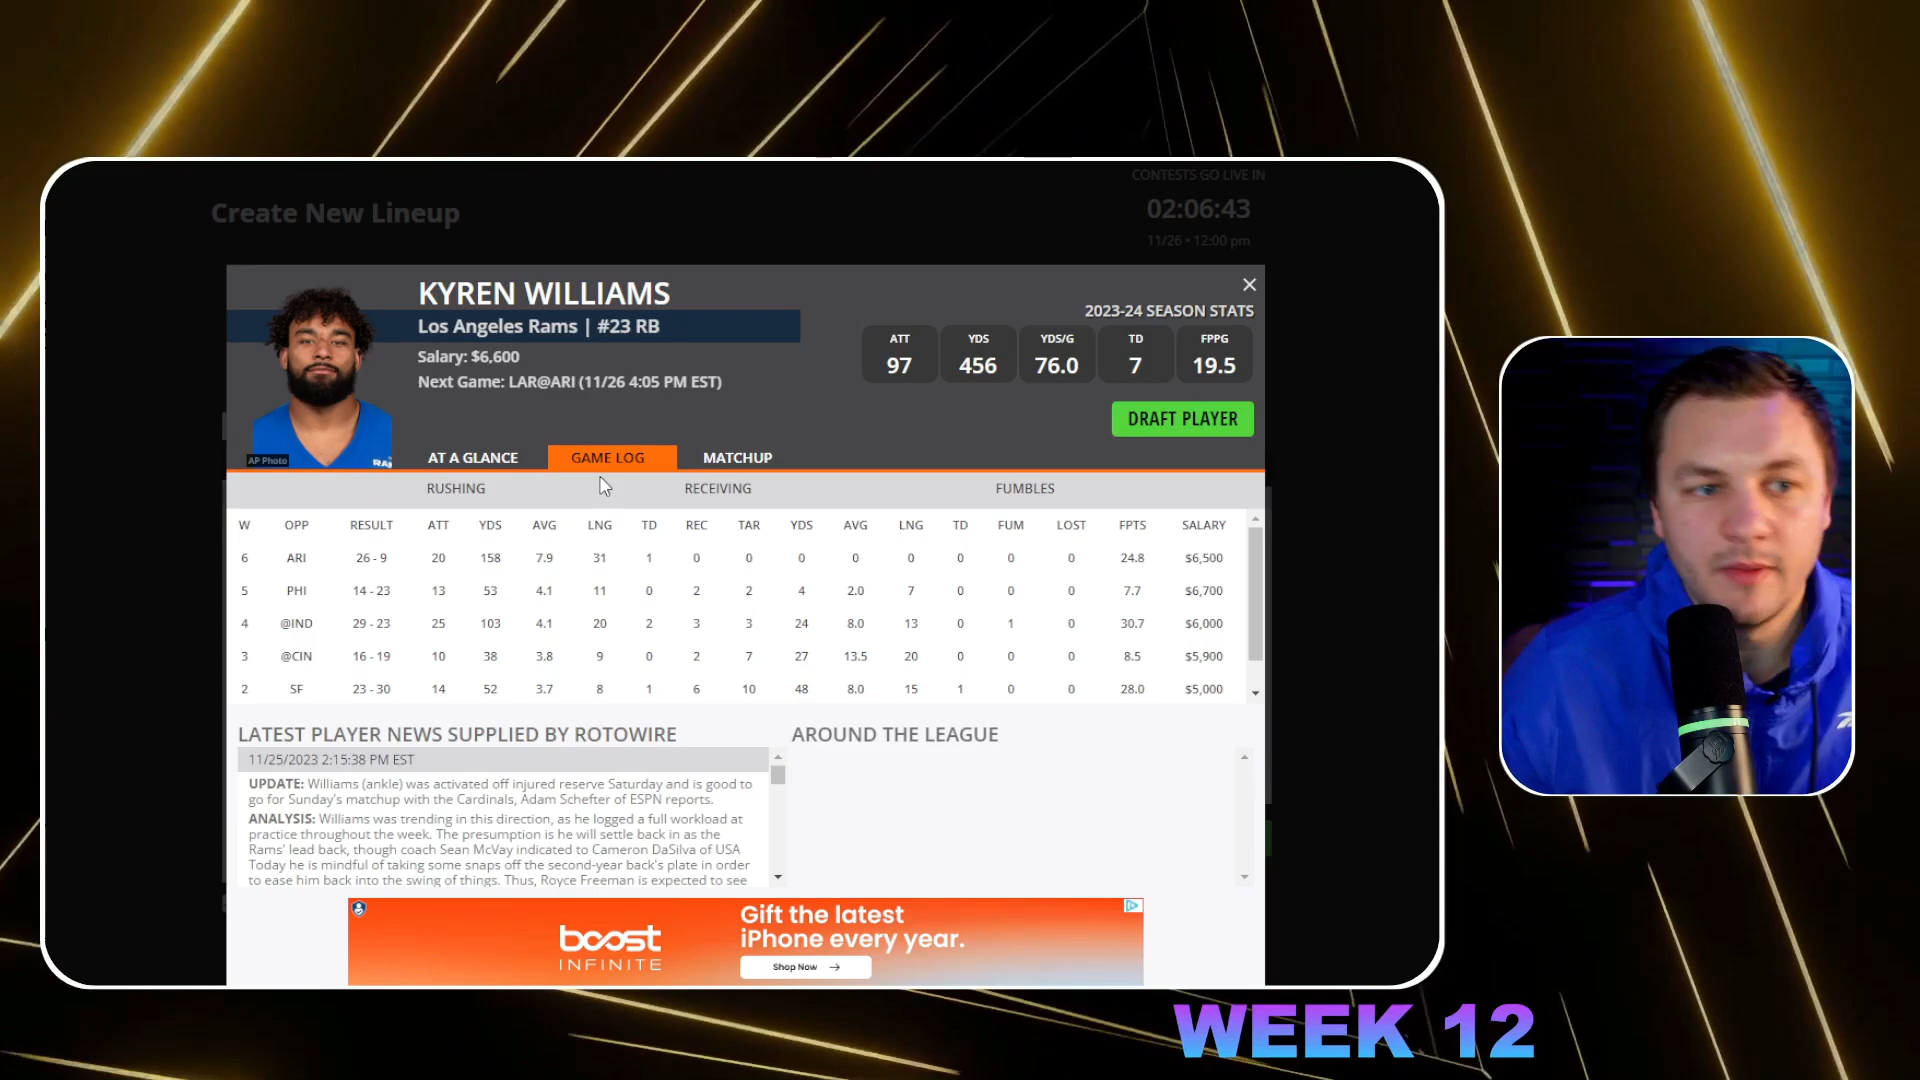 CONTESTS GO LIVE IN
Create New Lineup
02:06:43
11/26 • 12:00 pm
KYREN WILLIAMS
Los Angeles Rams | #23 RB
Salary: $6,600
Next Game: LAR@ARI (11/26 4:05 PM EST)
2023-24 SEASON STATS
ATT YDS YDS/G TD FPPG
97 456 76.0 7 19.5
DRAFT PLAYER
AP Photo
RA
AT A GLANCE GAME LOG MATCHUP
RUSHING RECEIVING FUMBLES
W OPP RESULT ATT YDS AVG LNG TD REC TAR YDS AVG LNG TD FUM LOST FPTS SALARY
6 ARI 26 - 9 20 158 7.9 31 1 0 0 0 0 0 0 0 0 24.8 $6,500
5 PHI 14 - 23 13 53 4.1 11 0 2 2 4 2.0 7 0 0 0 7.7 $6,700
4 @IND 29 - 23 25 103 4.1 20 2 3 3 24 8.0 13 0 1 0 30.7 $6,000
3 @CIN 16 - 19 10 38 3.8 9 0 2 7 27 13.5 20 0 0 0 8.5 $5,900
2 SF 23 - 30 14 52 3.7 8 1 6 10 48 8.0 15 1 0 0 28.0 $5,000
LATEST PLAYER NEWS SUPPLIED BY ROTOWIRE
AROUND THE LEAGUE
11/25/2023 2:15:38 PM EST
UPDATE: Williams (ankle) was activated off injured reserve Saturday and is good to
go for Sunday's matchup with the Cardinals, Adam Schefter of ESPN reports.
ANALYSIS: Williams was trending in this direction, as he logged a full workload at
practice throughout the week. The presumption is he will settle back in as the
Rams' lead back, though coach Sean McVay indicated to Cameron DaSilva of USA
Today he is mindful of taking some snaps off the second-year back's plate in order
to ease him back into the swing of things. Thus, Royce Freeman is expected to see
boost
INFINITE
Gift the latest
iPhone every year.
Shop Now →
WEEK 12